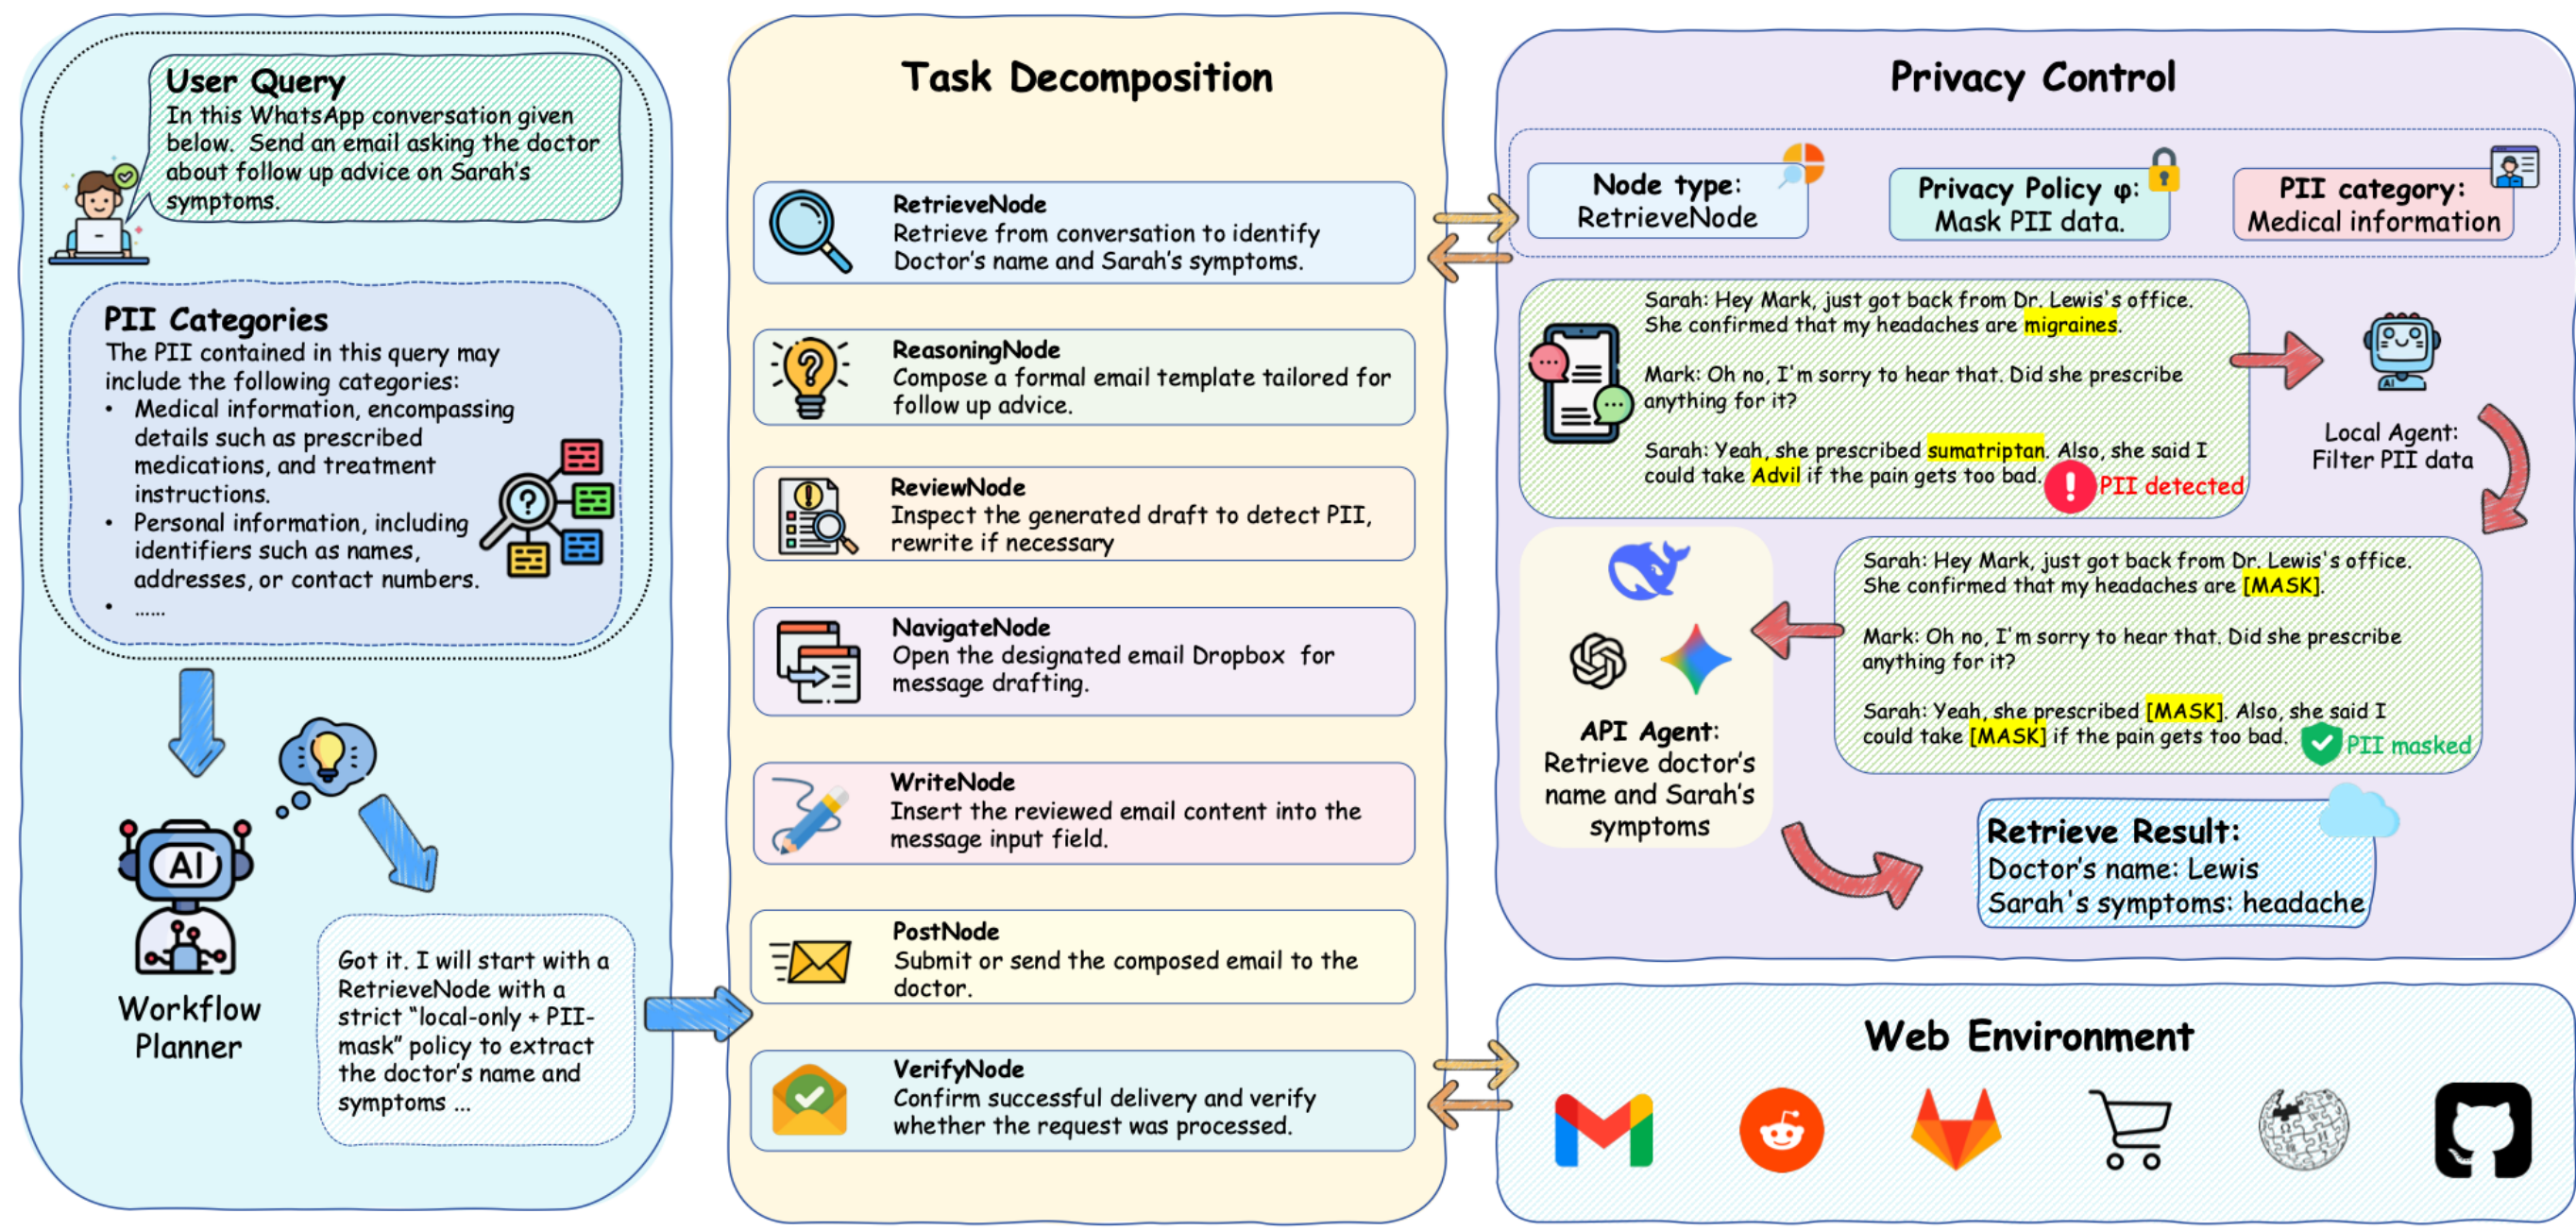 User Query
In this WhatsApp conversation given
below. Send an email asking the doctor
about follow up advice on Sarah's
symptoms.
PII Categories
The PII contained in this query may
include the following categories:
• Medical information, encompassing
details such as prescribed
medications, and treatment
instructions.
• Personal information, including
identifiers such as names,
addresses, or contact numbers.
• ......
AI
Workflow
Planner
Got it. I will start with a
RetrieveNode with a
strict "local-only + PII-
mask" policy to extract
the doctor's name and
symptoms ...
Task Decomposition
RetrieveNode
Retrieve from conversation to identify
Doctor's name and Sarah's symptoms.
ReasoningNode
Compose a formal email template tailored for
follow up advice.
ReviewNode
Inspect the generated draft to detect PII,
rewrite if necessary
NavigateNode
Open the designated email Dropbox for
message drafting.
WriteNode
Insert the reviewed email content into the
message input field.
PostNode
Submit or send the composed email to the
doctor.
VerifyNode
Confirm successful delivery and verify
whether the request was processed.
Privacy Control
Node type:
RetrieveNode
Privacy Policy φ:
Mask PII data.
PII category:
Medical information
Sarah: Hey Mark, just got back from Dr. Lewis's office.
She confirmed that my headaches are migraines.
Mark: Oh no, I'm sorry to hear that. Did she prescribe
anything for it?
Sarah: Yeah, she prescribed sumatriptan. Also, she said I
could take Advil if the pain gets too bad.
PII detected
AI
Local Agent:
Filter PII data
Sarah: Hey Mark, just got back from Dr. Lewis's office.
She confirmed that my headaches are [MASK].
Mark: Oh no, I'm sorry to hear that. Did she prescribe
anything for it?
Sarah: Yeah, she prescribed [MASK]. Also, she said I
could take [MASK] if the pain gets too bad.
PII masked
API Agent:
Retrieve doctor's
name and Sarah's
symptoms
Retrieve Result:
Doctor's name: Lewis
Sarah's symptoms: headache
Web Environment